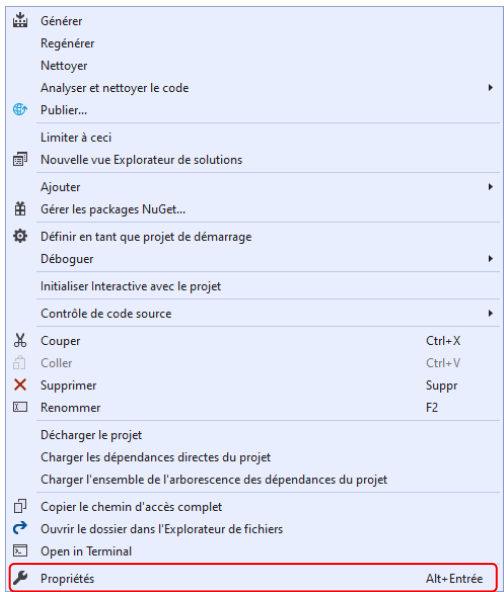 Générer
Regénérer
Nettoyer
Analyser et nettoyer le code
Publier...
Limiter à ceci
Nouvelle vue Explorateur de solutions
Ajouter
Gérer les packages NuGet...
Définir en tant que projet de démarrage
Déboguer
Initialiser Interactive avec le projet
Contrôle de code source
Couper Ctrl+X
Coller Ctrl+V
Supprimer Suppr
Renommer F2
Décharger le projet
Charger les dépendances directes du projet
Charger l'ensemble de l'arborescence des dépendances du projet
Copier le chemin d'accès complet
Ouvrir le dossier dans l'Explorateur de fichiers
Open in Terminal
Propriétés Alt+Entrée